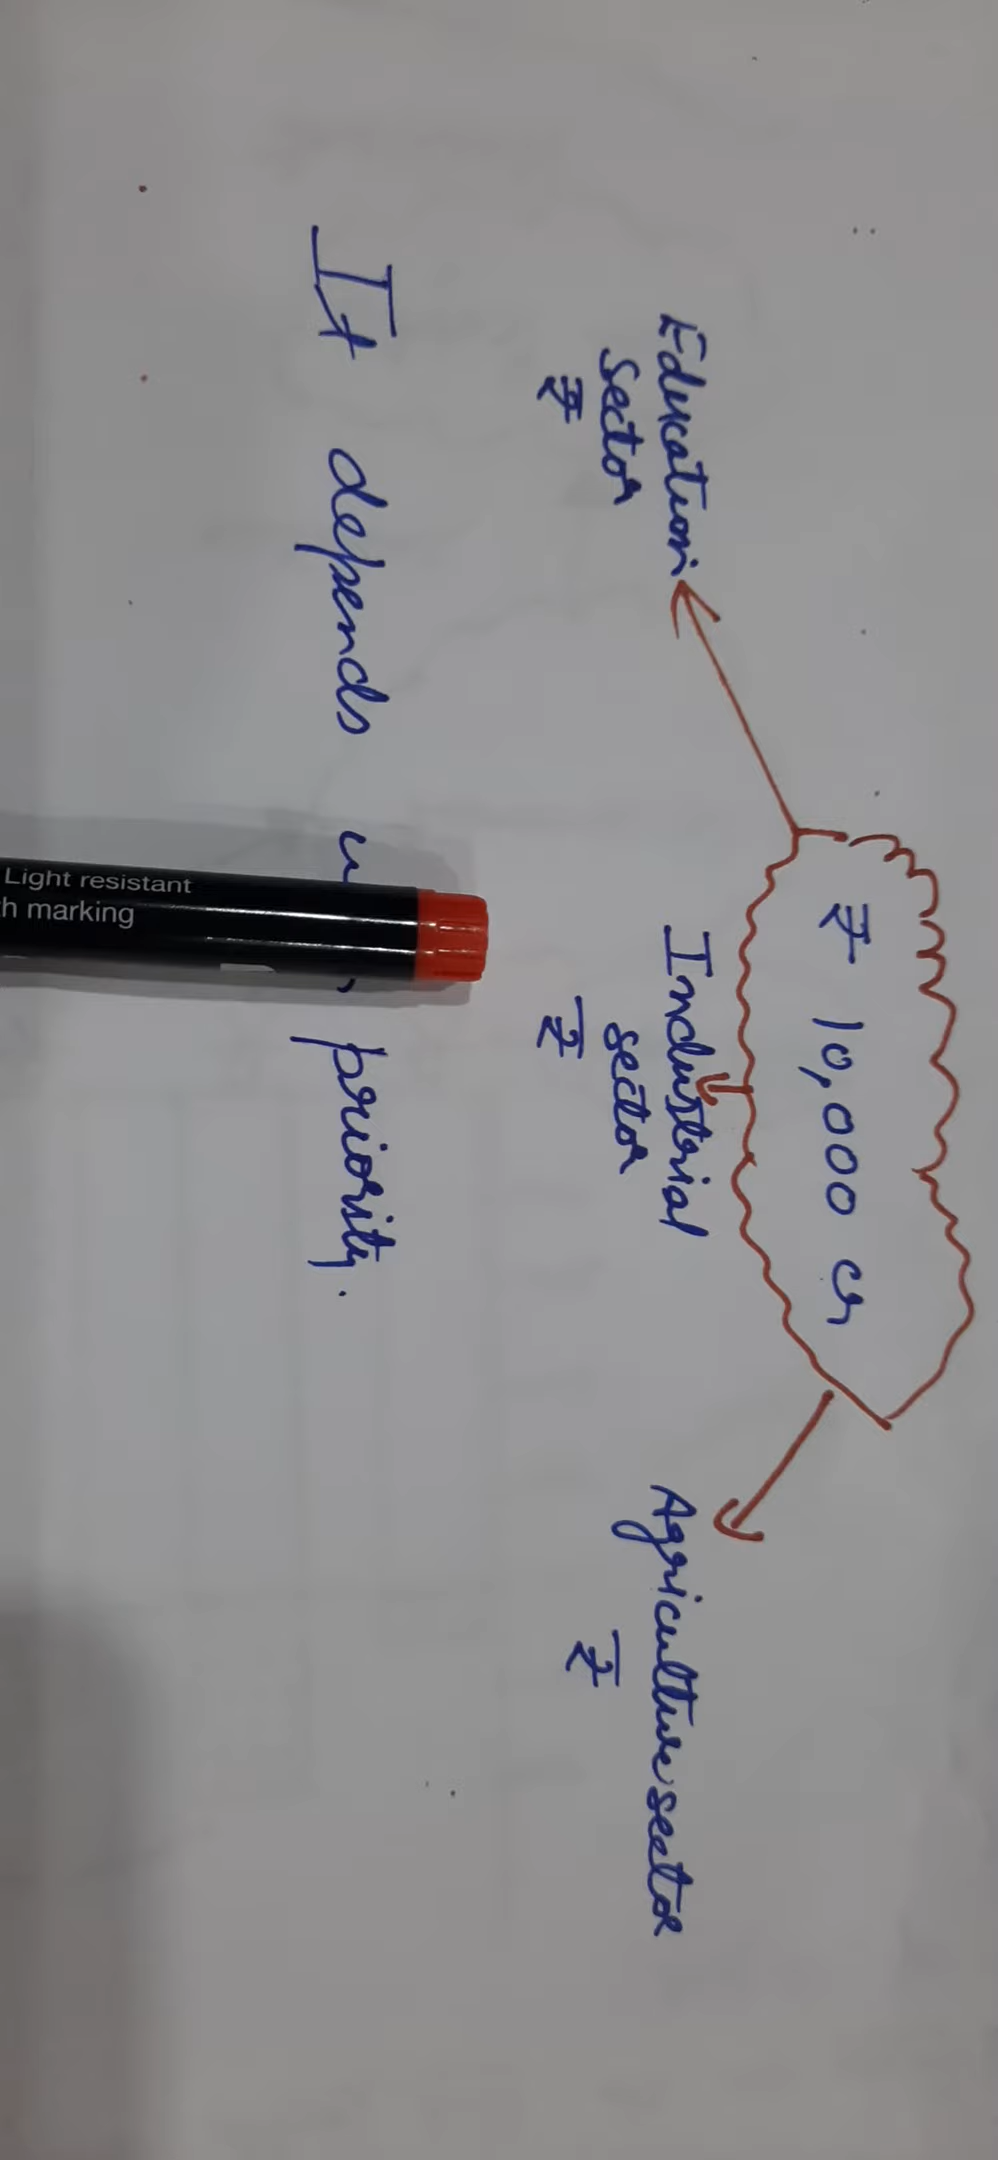 ₹ 10,000 cr
Education
sector
₹
Industrial
sector
₹
Agriculture sector
₹
It depends priority.
Light resistant
h marking